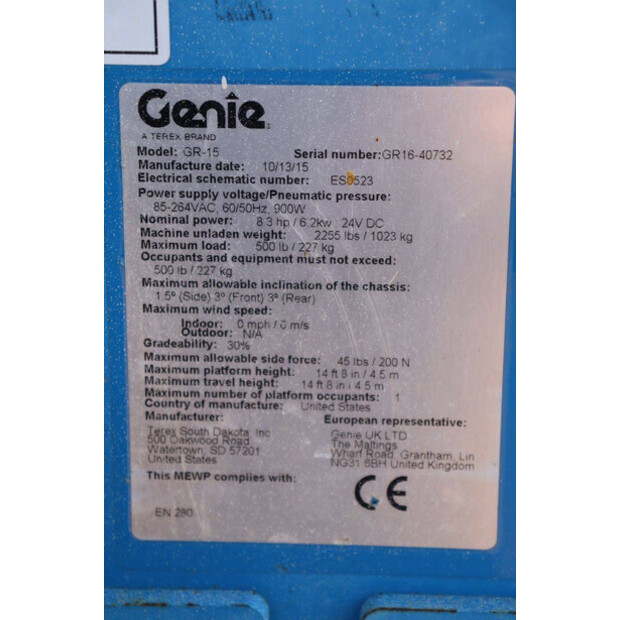 Genie
A TEREX BRAND
Model: GR-15 Serial number:GR16-40732
Manufacture date: 10/13/15
Electrical schematic number: ES0523
Power supply voltage/Pneumatic pressure:
85-264VAC, 60/50Hz, 900W
Nominal power: 8.3 hp / 6.2kw, 24V DC
Machine unladen weight: 2255 lbs / 1023 kg
Maximum load: 500 lb / 227 kg
Occupants and equipment must not exceed:
500 lb / 227 kg
Maximum allowable inclination of the chassis:
1.5º (Side) 3º (Front) 3º (Rear)
Maximum wind speed:
Indoor: 0 mph / 0 m/s
Outdoor: N/A
Gradeability: 30%
Maximum allowable side force: 45 lbs / 200 N
Maximum platform height: 14 ft 8 in / 4.5 m
Maximum travel height: 14 ft 8 in / 4.5 m
Maximum number of platform occupants: 1
Country of manufacture: United States
Manufacturer: European representative:
Terex South Dakota, Inc Genie UK LTD
500 Oakwood Road The Maltings
Watertown, SD 57201 Wharf Road, Grantham, Lin
United States NG31 6BH United Kingdom
This MEWP complies with: CE
EN 280